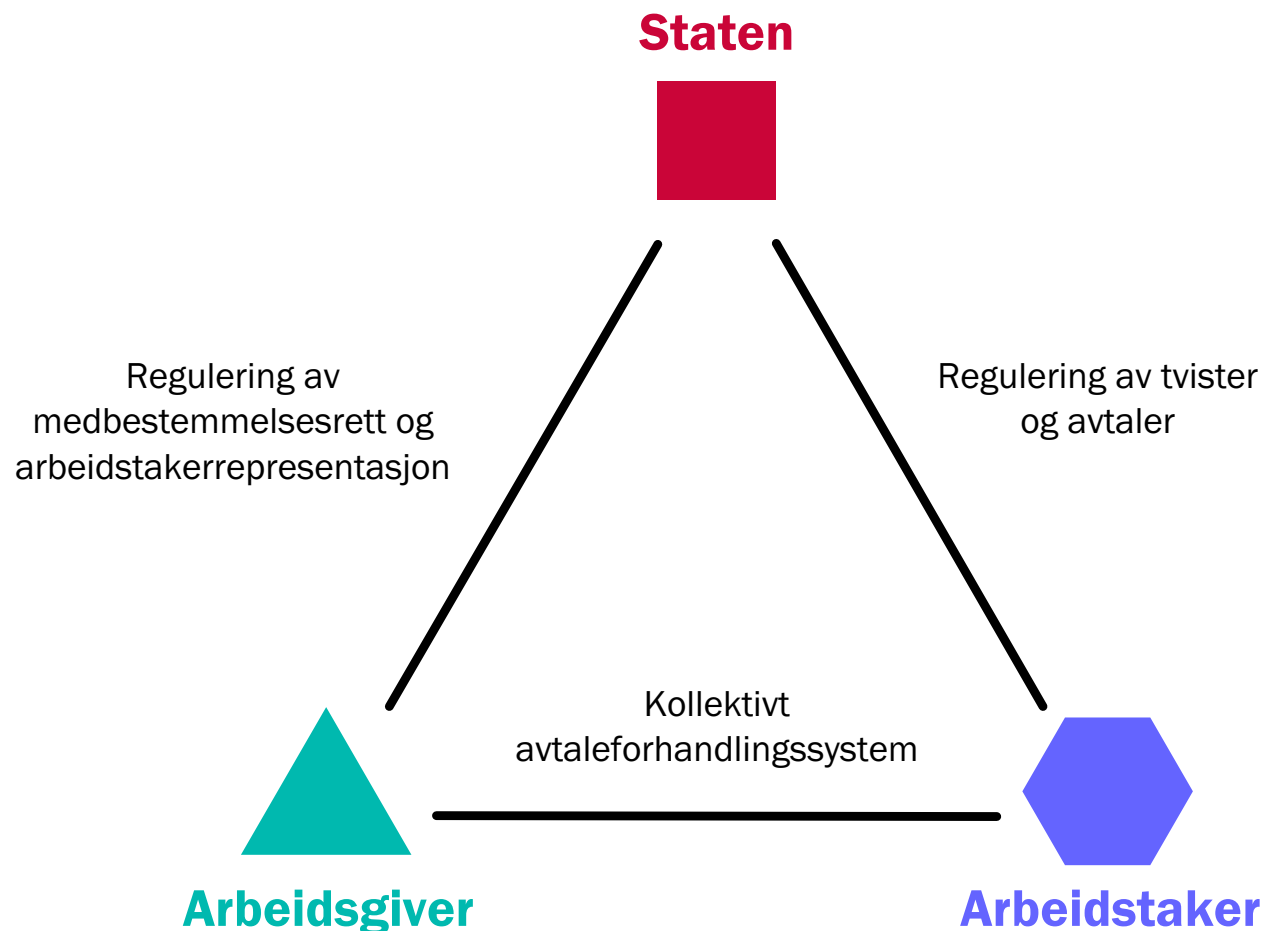 Staten
Regulering av
medbestemmelsesrett og
arbeidstakerrepresentasjon
Regulering av tvister
og avtaler
Kollektivt
avtaleforhandlingssystem
Arbeidsgiver
Arbeidstaker